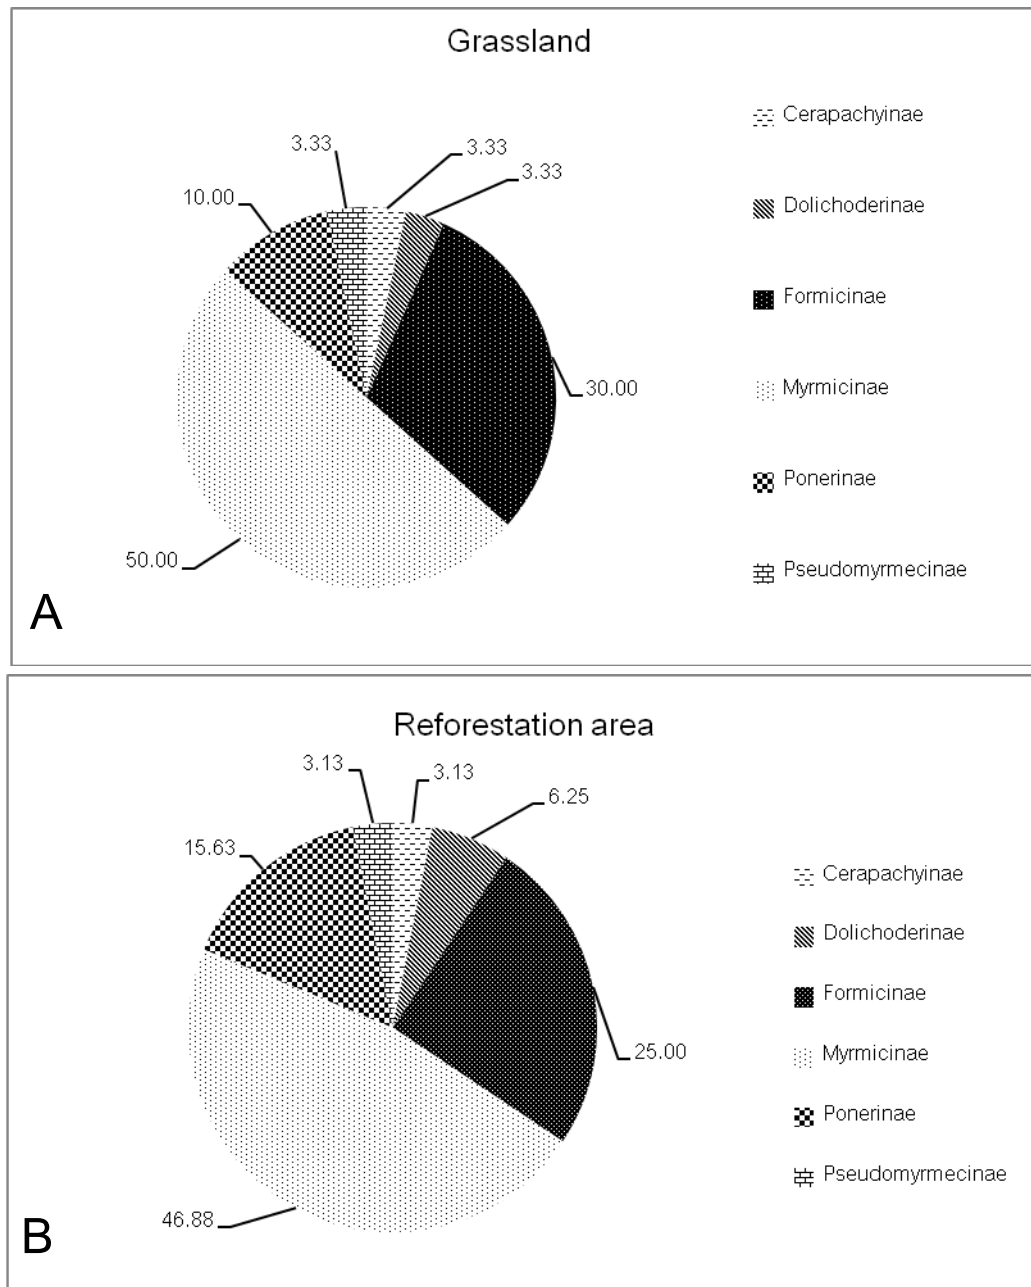 Grassland
3.33
3.33
3.33
10.00
30.00
50.00
Cerapachyinae
Dolichoderinae
Formicinae
Myrmicinae
Ponerinae
Pseudomyrmecinae
A
Reforestation area
3.13
3.13
6.25
15.63
25.00
46.88
Cerapachyinae
Dolichoderinae
Formicinae
Myrmicinae
Ponerinae
Pseudomyrmecinae
B